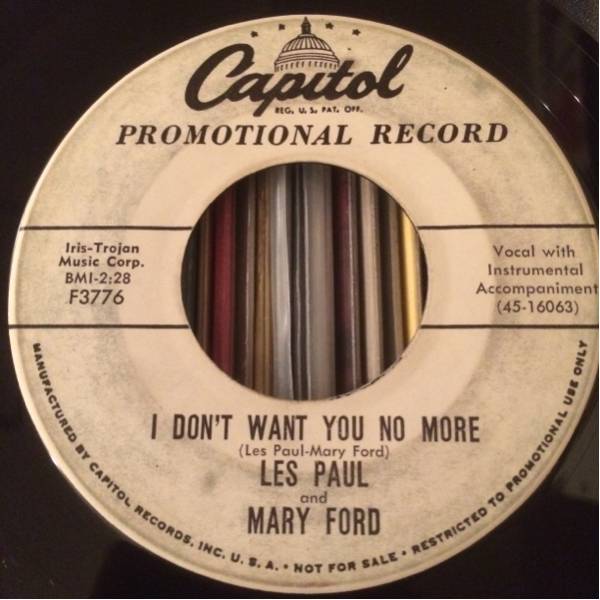 Capitol
REG. U. S. PAT. OFF.
PROMOTIONAL RECORD
Iris-Trojan
Music Corp.
BMI-2:28
F3776
Vocal with
Instrumental
Accompaniment
(45-16063)
I DON'T WANT YOU NO MORE
(Les Paul-Mary Ford)
LES PAUL
and
MARY FORD
MANUFACTURED BY CAPITOL RECORDS, INC. U. S. A. • NOT FOR SALE • RESTRICTED TO PROMOTIONAL USE ONLY